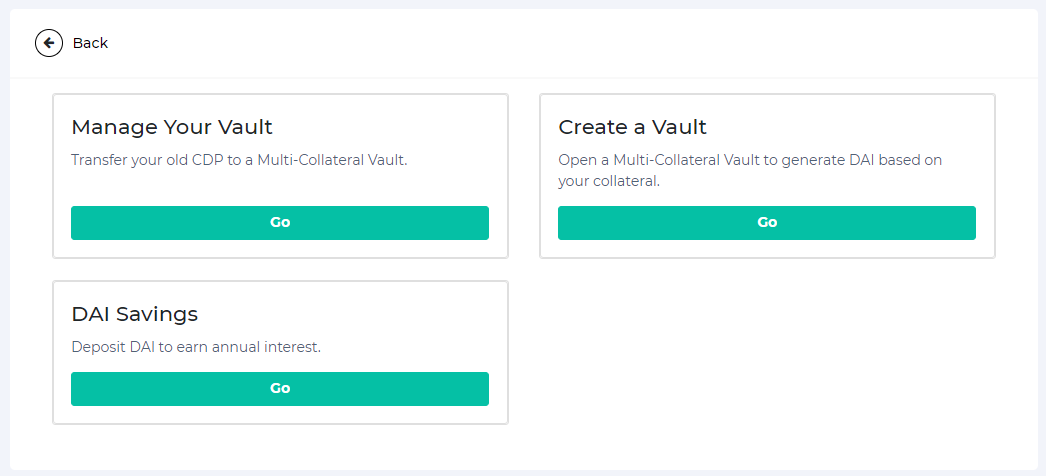 Back
Manage Your Vault
Transfer your old CDP to a Multi-Collateral Vault.
Go
Create a Vault
Open a Multi-Collateral Vault to generate DAI based on
your collateral.
Go
DAI Savings
Deposit DAI to earn annual interest.
Go